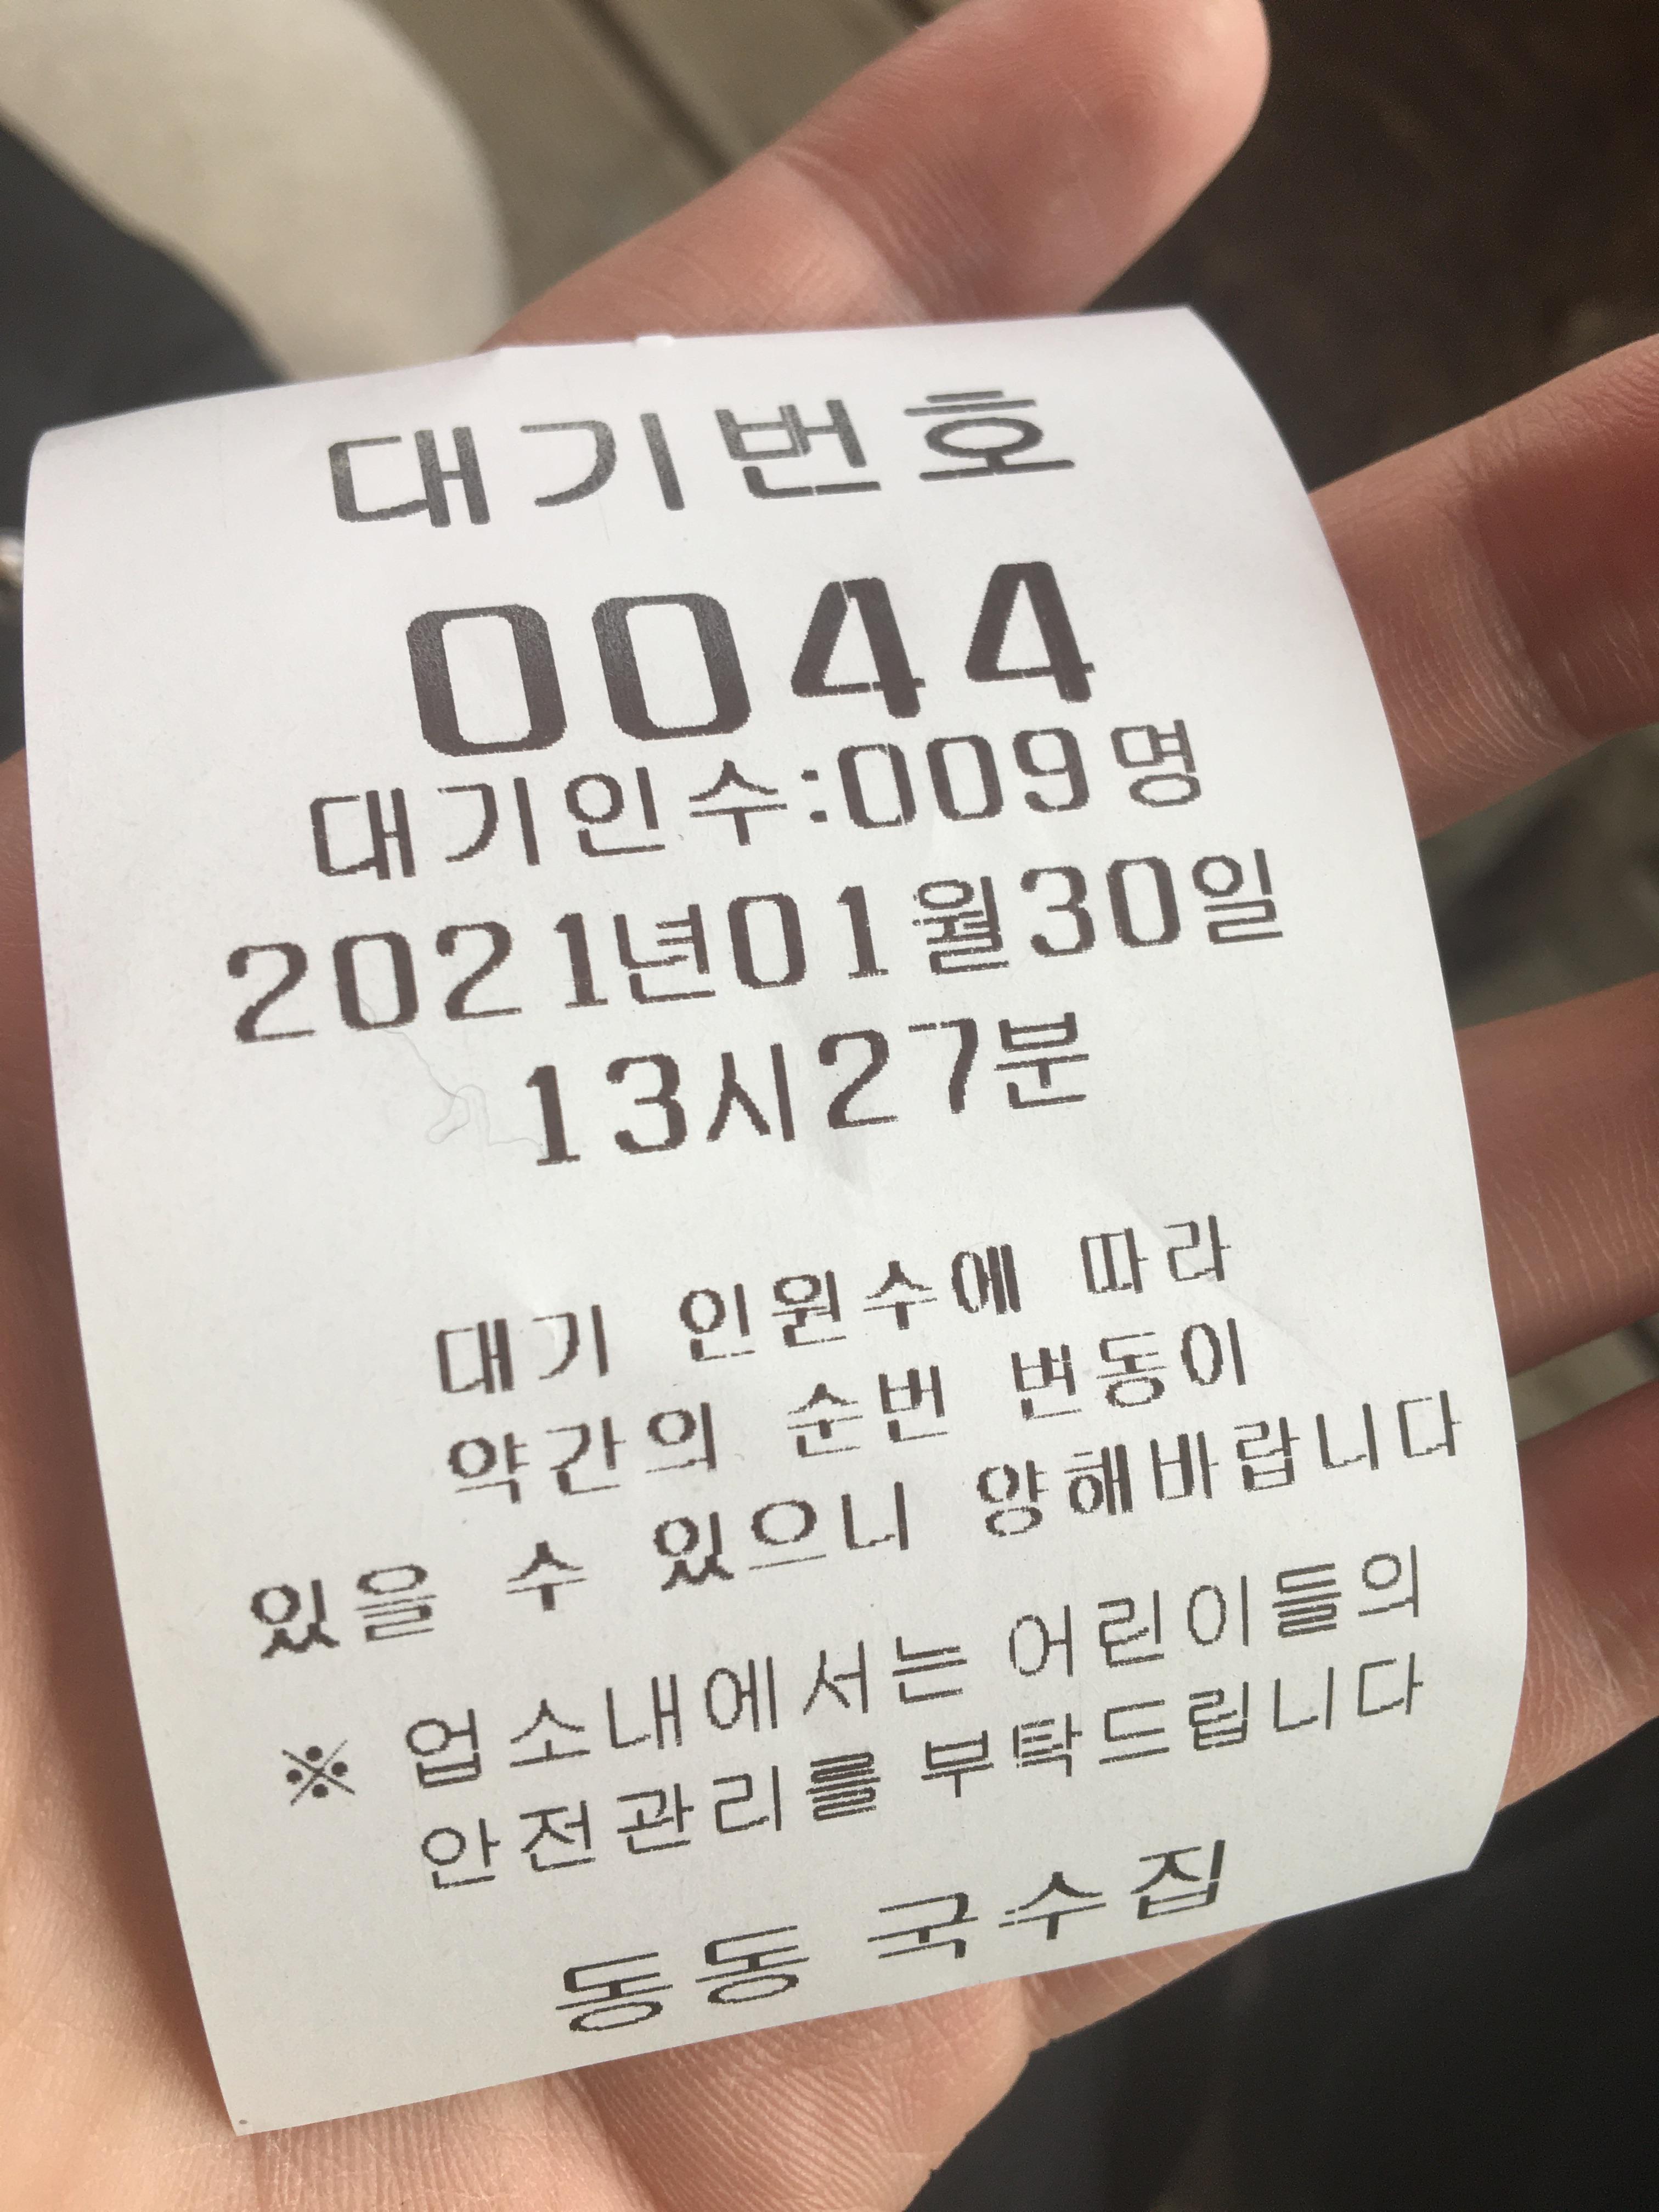 대기번호
0044
대기인수:009명
2021년01월30일
13시27분
대기 인원수에 따라
약간의 순번 변동이
있을 수 있으니 양해바랍니다
※ 업소내에서는 어린이들의
안전관리를 부탁드립니다
동동 국수집